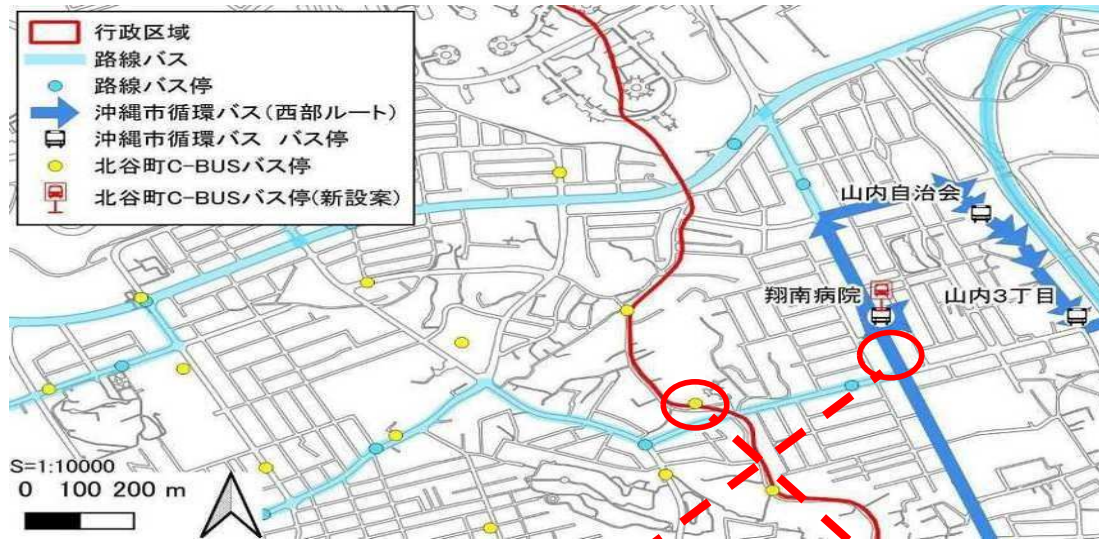 行政区域
路線バス
路線バス停
沖縄市循環バス(西部ルート)
沖縄市循環バス　バス停
北谷町C-BUSバス停
北谷町C-BUSバス停(新設案)
山内自治会
翔南病院
山内3丁目
S=1:10000
0 100 200 m